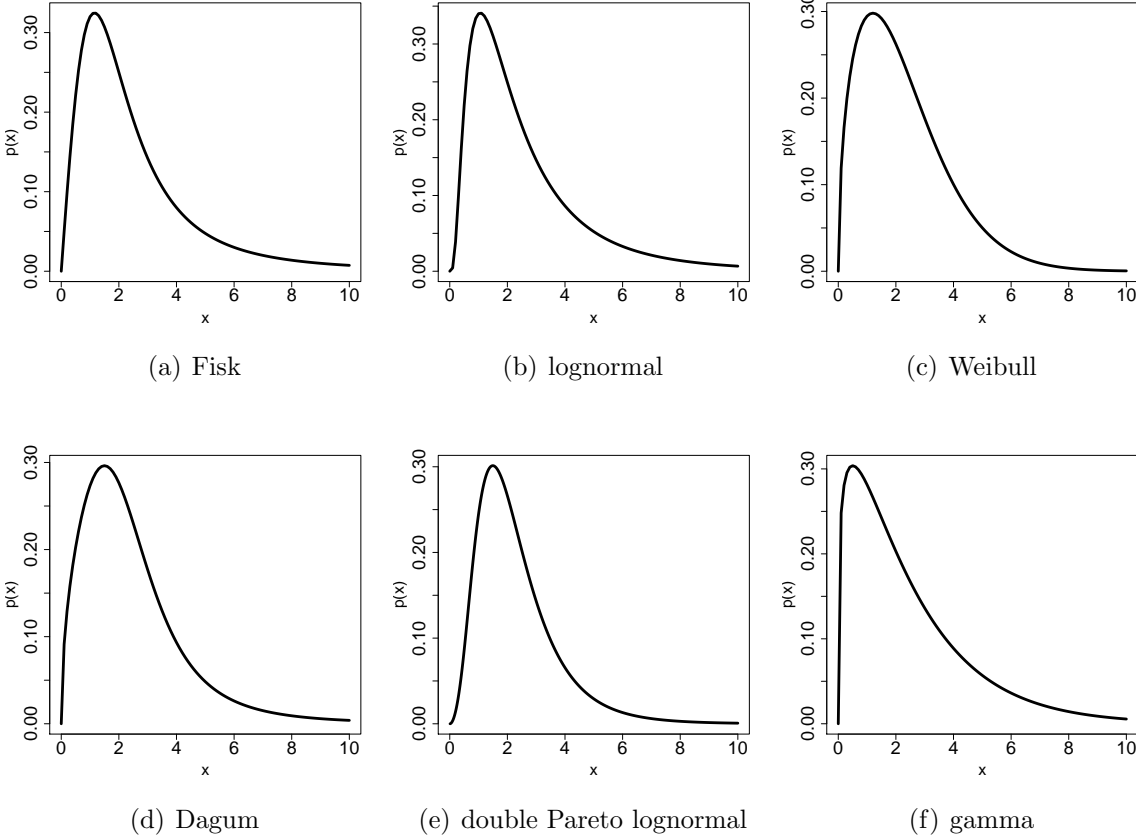 0.00 0.10 0.20 0.30
p(x)
0 2 4 6 8 10
x
(a) Fisk
0.00 0.10 0.20 0.30
p(x)
0 2 4 6 8 10
x
(b) lognormal
0.00 0.10 0.20 0.30
p(x)
0 2 4 6 8 10
x
(c) Weibull
0.00 0.10 0.20 0.30
p(x)
0 2 4 6 8 10
x
(d) Dagum
0.00 0.10 0.20 0.30
p(x)
0 2 4 6 8 10
x
(e) double Pareto lognormal
0.00 0.10 0.20 0.30
p(x)
0 2 4 6 8 10
x
(f) gamma